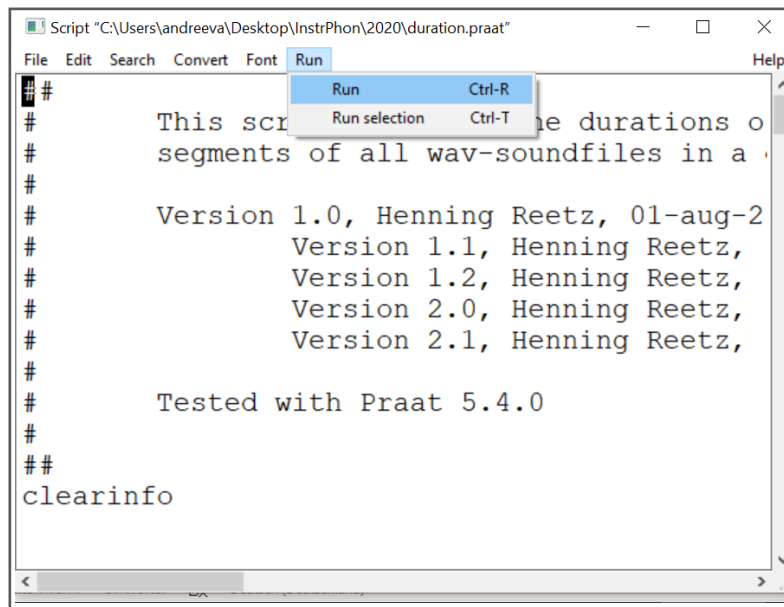 Script "C:\Users\andreeva\Desktop\InstrPhon\2020\duration.praat"
File Edit Search Convert Font Run Help
Run Ctrl-R
Run selection Ctrl-T
##
# This scr he durations o
# segments of all wav-soundfiles in a
#
# Version 1.0, Henning Reetz, 01-aug-2
# Version 1.1, Henning Reetz,
# Version 1.2, Henning Reetz,
# Version 2.0, Henning Reetz,
# Version 2.1, Henning Reetz,
#
# Tested with Praat 5.4.0
#
##
clearinfo